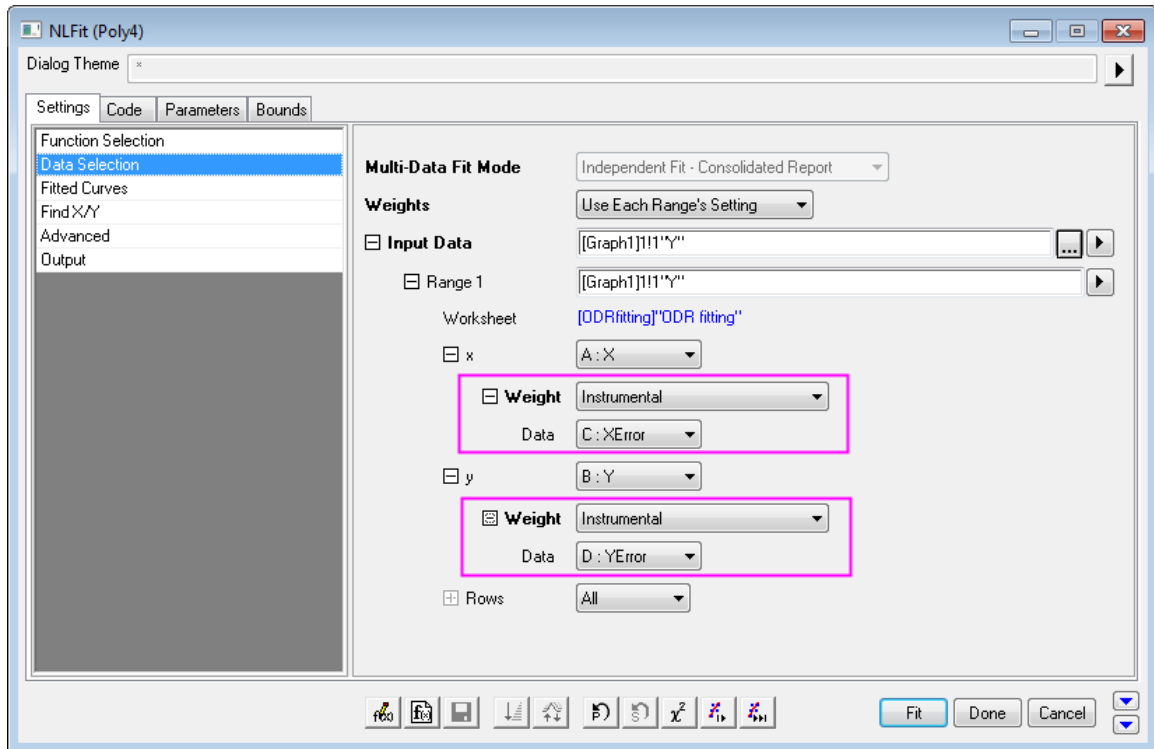 NLFit (Poly4)
Dialog Theme *
Settings Code Parameters Bounds
Function Selection
Data Selection
Fitted Curves
Find X/Y
Advanced
Output
Multi-Data Fit Mode Independent Fit - Consolidated Report
Weights Use Each Range's Setting
Input Data [Graph1]1!1"Y" ...
Range 1 [Graph1]1!1"Y"
Worksheet [ODRfitting]"ODR fitting"
x A : X
Weight Instrumental
Data C : XError
y B : Y
Weight Instrumental
Data D : YError
Rows All
Fit Done Cancel